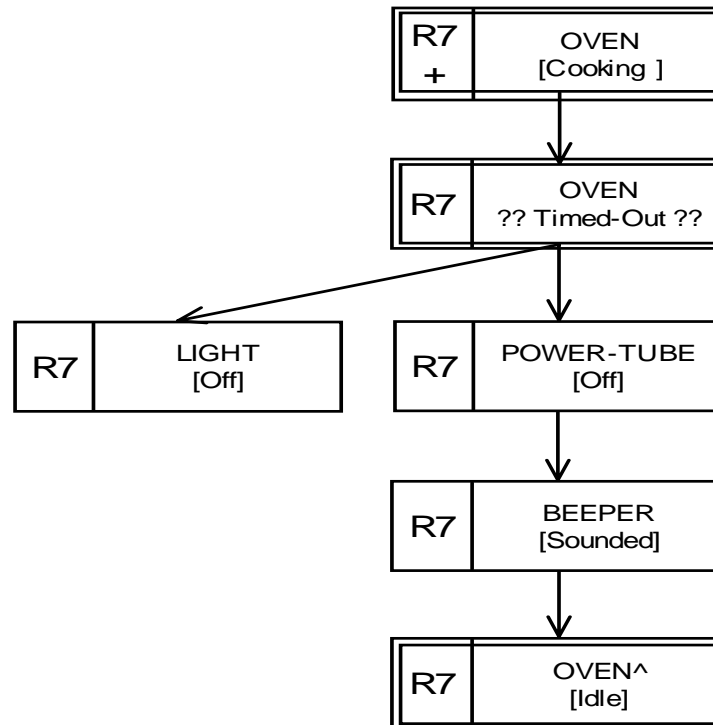 R7
+
OVEN
[Cooking ]
R7
OVEN
?? Timed-Out ??
R7
LIGHT
[Off]
R7
POWER-TUBE
[Off]
R7
BEEPER
[Sounded]
R7
OVEN^
[Idle]